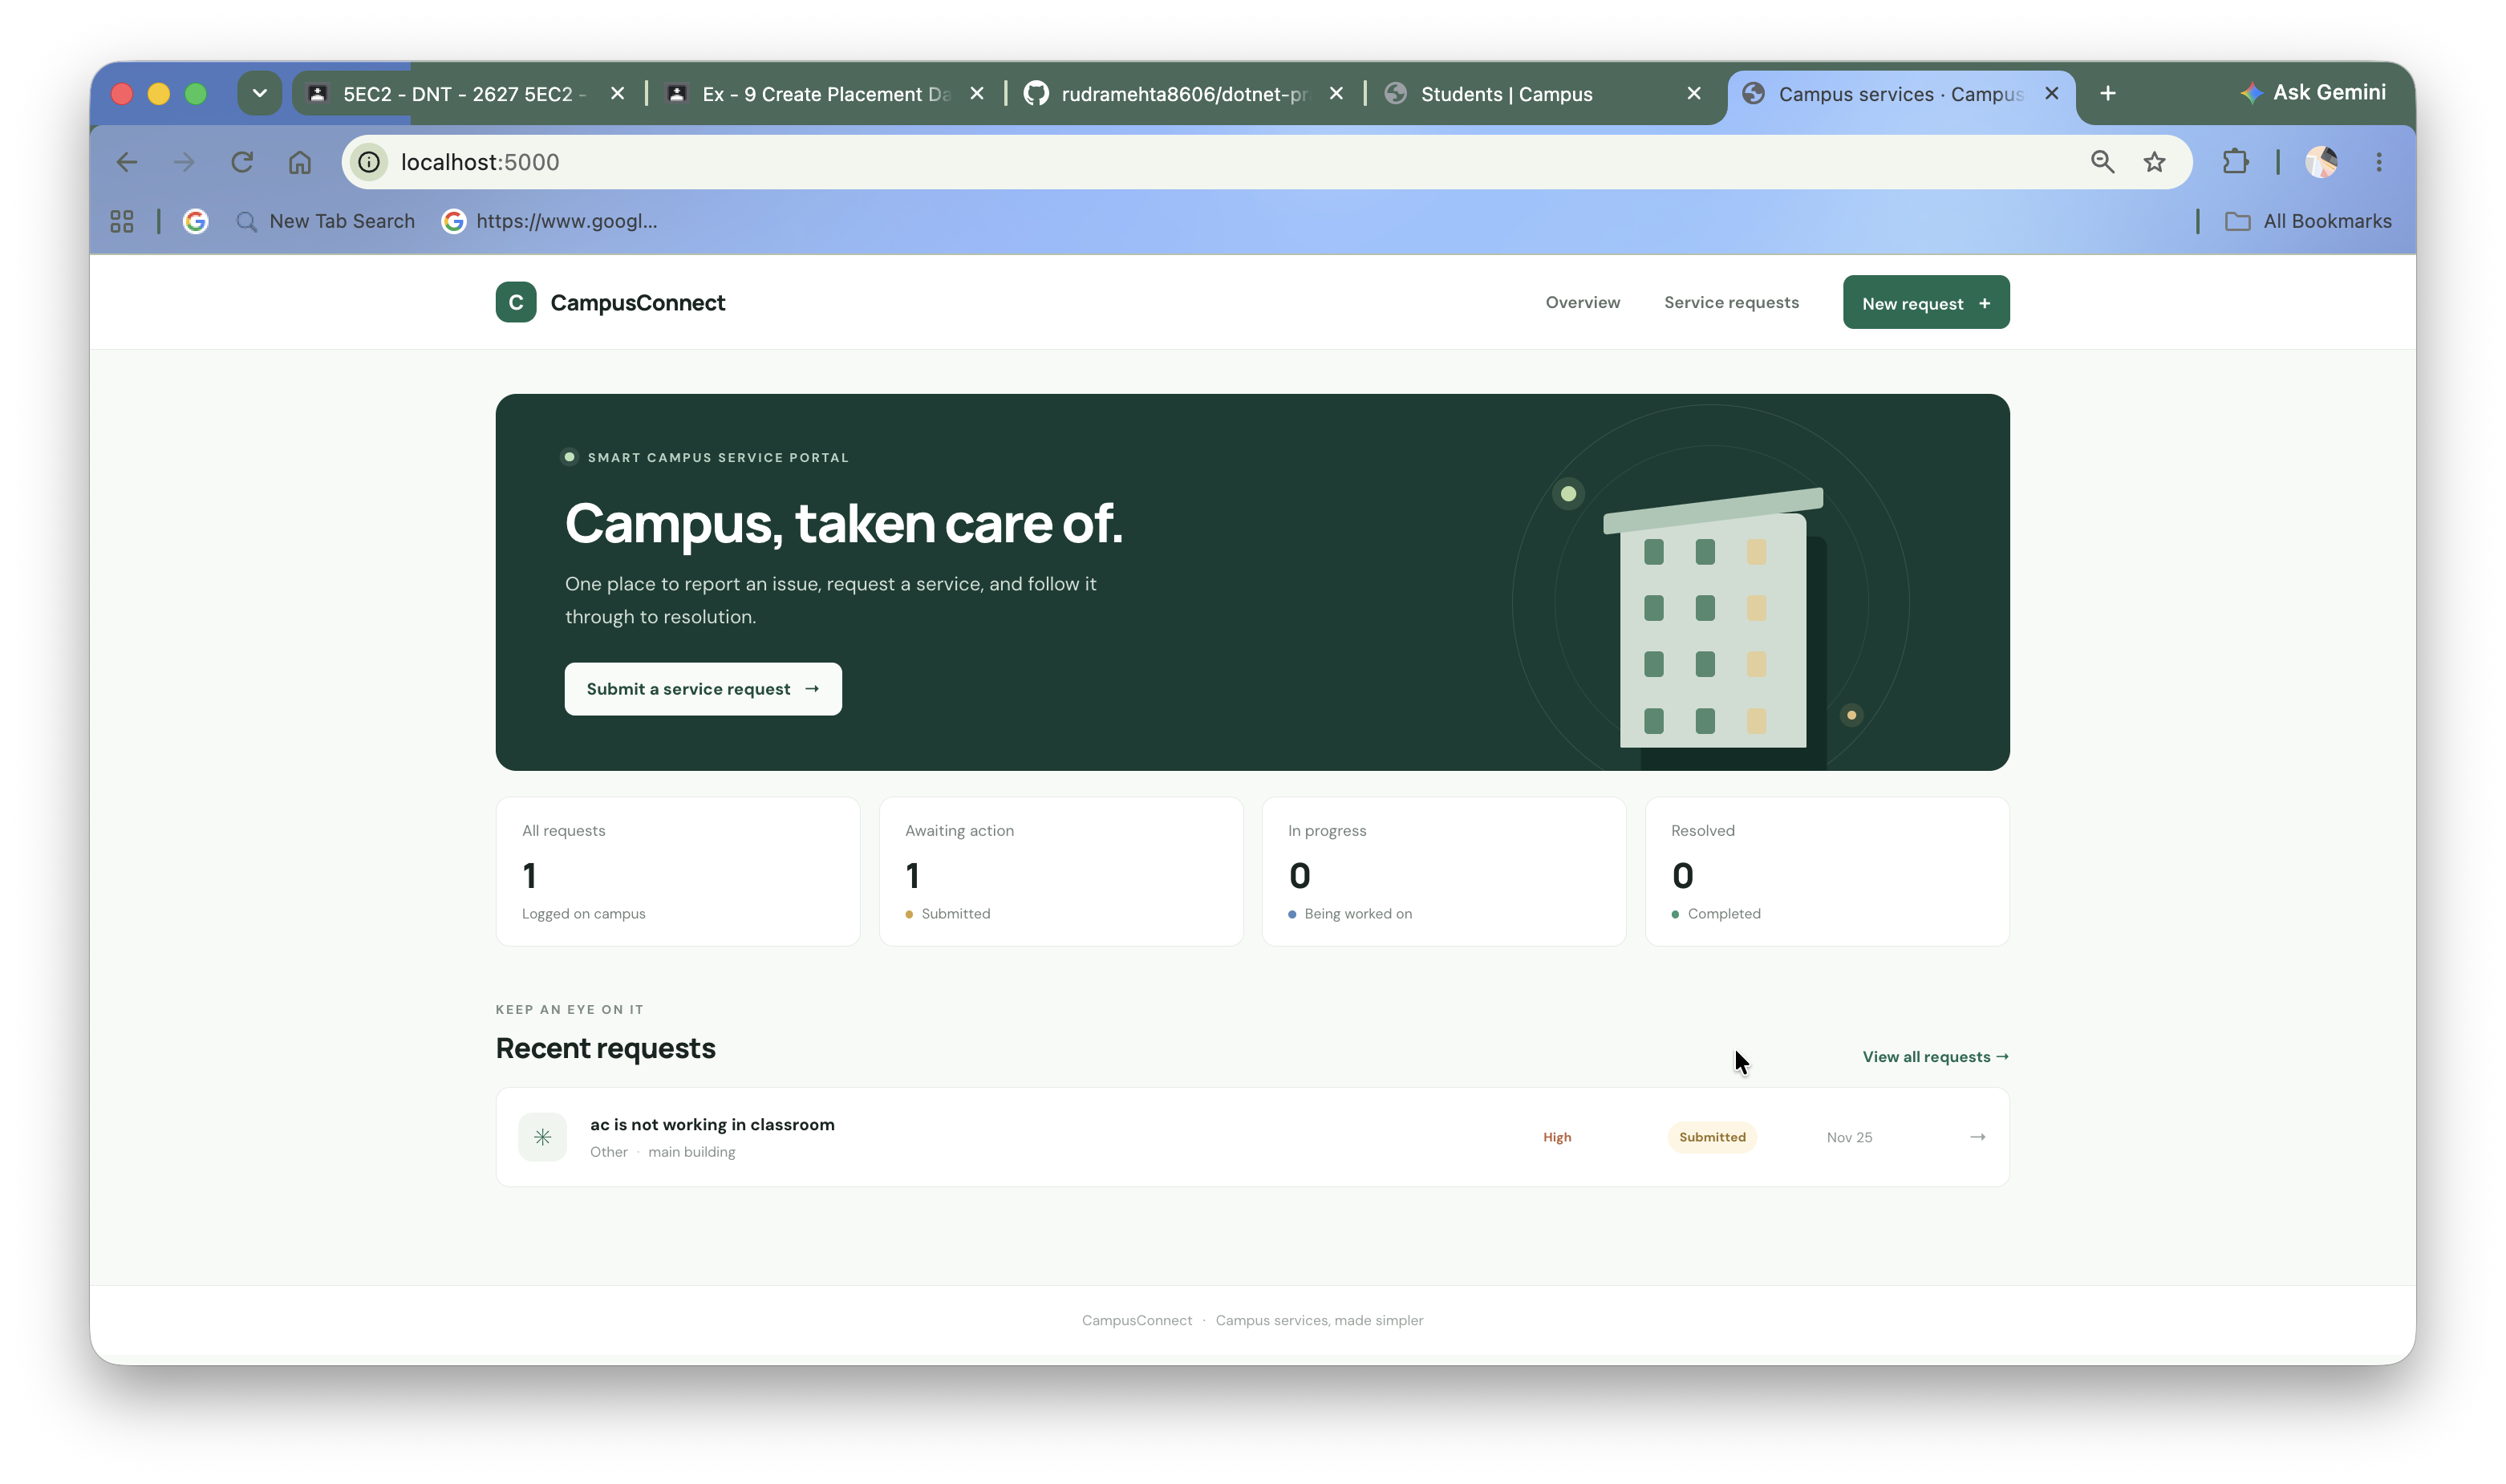 5EC2 - DNT - 2627 5EC2 -
Ex - 9 Create Placement Da
rudramehta8606/dotnet-pr
Students | Campus
Campus services · Campus
Ask Gemini
localhost:5000
New Tab Search
https://www.googl...
All Bookmarks
C CampusConnect
Overview
Service requests
New request +
SMART CAMPUS SERVICE PORTAL
Campus, taken care of.
One place to report an issue, request a service, and follow it
through to resolution.
Submit a service request →
All requests
1
Logged on campus
Awaiting action
1
Submitted
In progress
0
Being worked on
Resolved
0
Completed
KEEP AN EYE ON IT
Recent requests
View all requests →
ac is not working in classroom
Other · main building
High
Submitted
Nov 25
→
CampusConnect · Campus services, made simpler